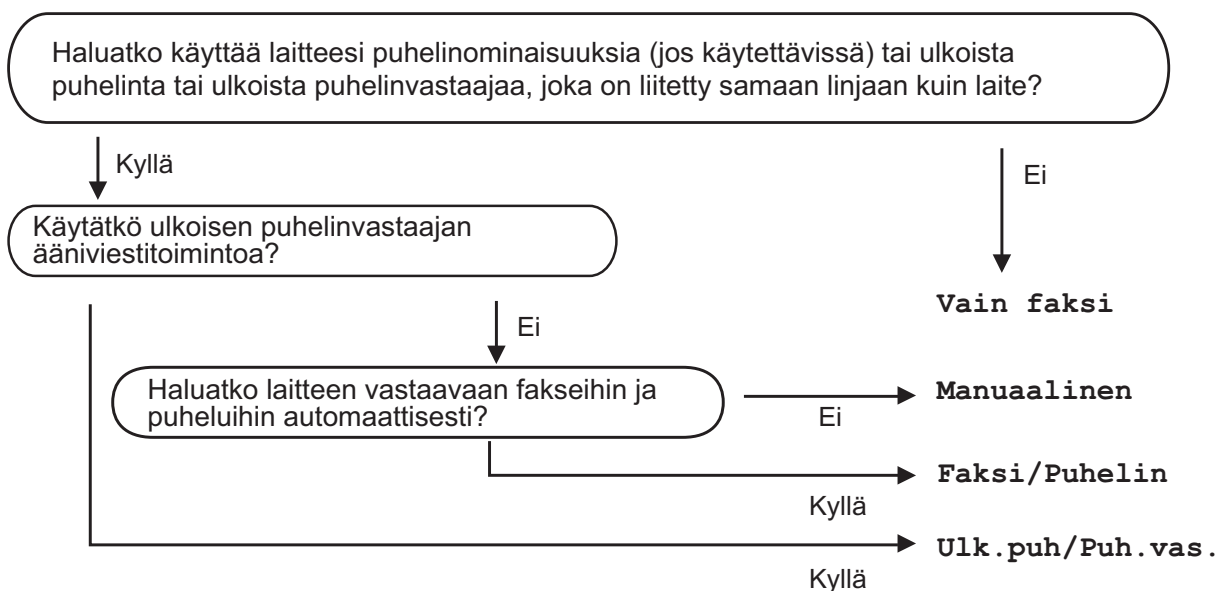 Haluatko käyttää laitteesi puhelinominaisuuksia (jos käytettävissä) tai ulkoista
puhelinta tai ulkoista puhelinvastaajaa, joka on liitetty samaan linjaan kuin laite?
Kyllä
Ei
Käytätkö ulkoisen puhelinvastaajan
ääniviestitoimintoa?
Vain faksi
Ei
Haluatko laitteen vastaavaan fakseihin ja
puheluihin automaattisesti?
Manuaalinen
Ei
Faksi/Puhelin
Kyllä
Ulk.puh/Puh.vas.
Kyllä